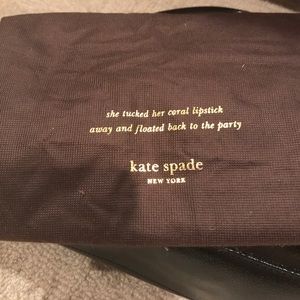 she tucked her coral lipstick
away and floated back to the party
kate spade
NEW YORK